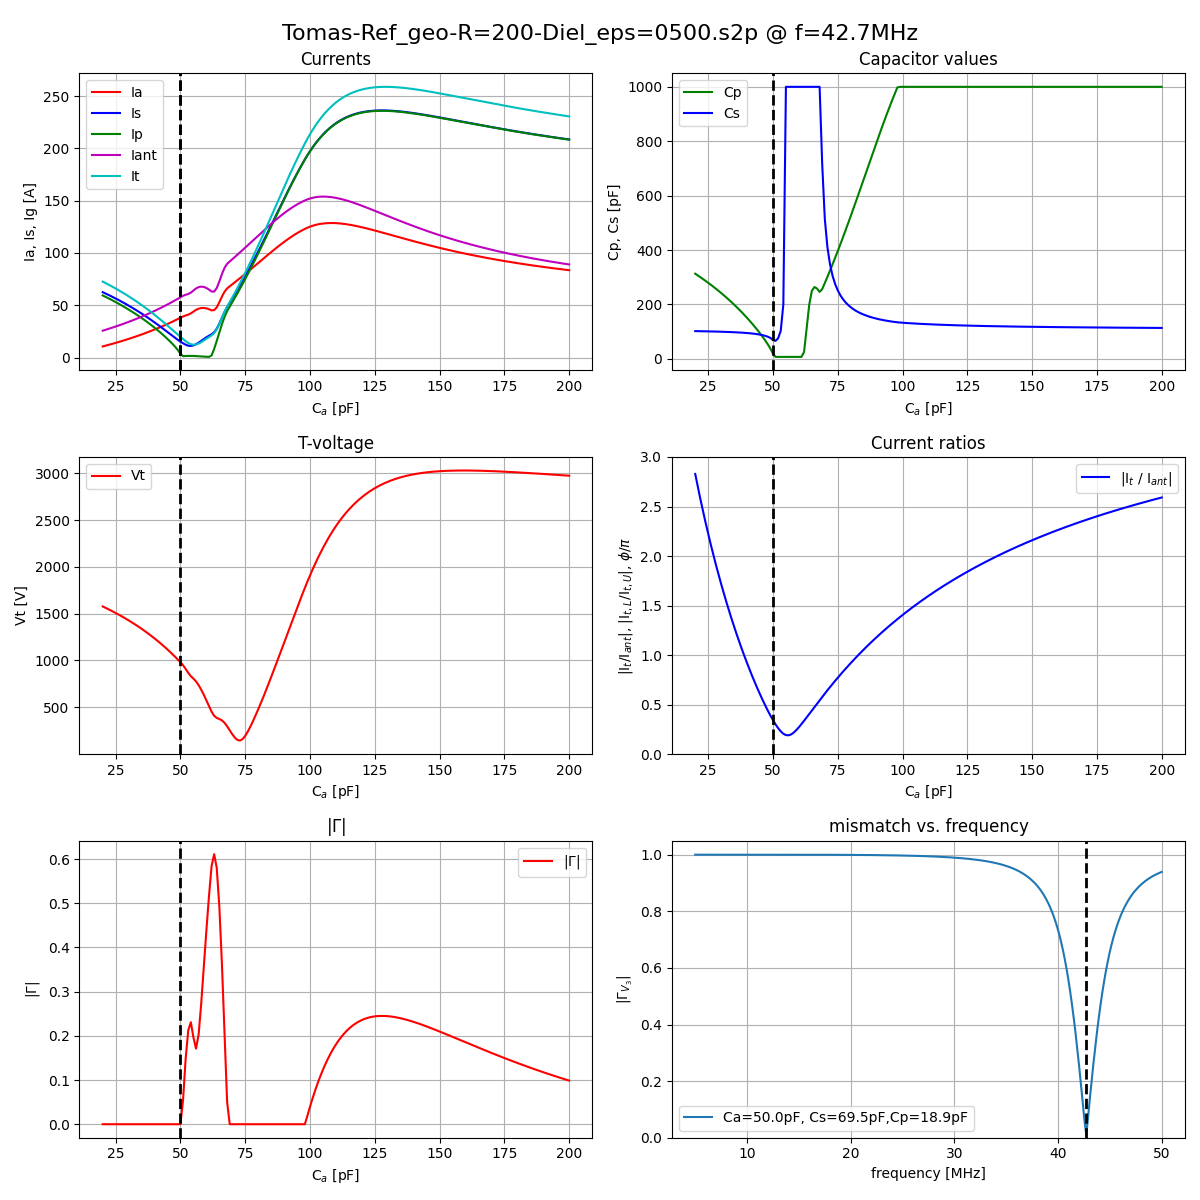 Tomas-Ref_geo-R=200-Diel_eps=0500.s2p @ f=42.7MHz
Currents
Ia, Is, Ig [A]
250
200
150
100
50
0
Ia
Is
Ip
Iant
It
25 50 75 100 125 150 175 200
Cₐ [pF]
Capacitor values
Cp, Cs [pF]
1000
800
600
400
200
0
Cp
Cs
25 50 75 100 125 150 175 200
Cₐ [pF]
T-voltage
Vt [V]
3000
2500
2000
1500
1000
500
Vt
25 50 75 100 125 150 175 200
Cₐ [pF]
Current ratios
|I_t/I_ant|, |I_t,L/I_t,U|, ϕ/π
3.0
2.5
2.0
1.5
1.0
0.5
0.0
|I_t / I_ant|
25 50 75 100 125 150 175 200
Cₐ [pF]
|Γ|
|Γ|
0.6
0.5
0.4
0.3
0.2
0.1
0.0
|Γ|
25 50 75 100 125 150 175 200
Cₐ [pF]
mismatch vs. frequency
|Γ_V₃|
1.0
0.8
0.6
0.4
0.2
0.0
Ca=50.0pF, Cs=69.5pF,Cp=18.9pF
10 20 30 40 50
frequency [MHz]